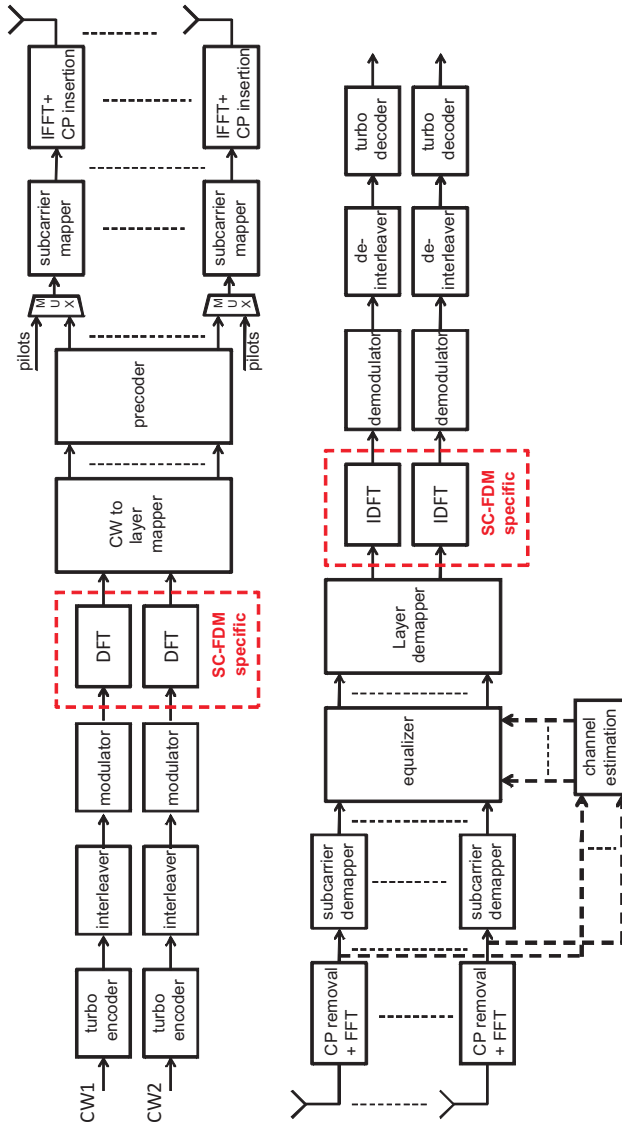 CW1
CW2
turbo
encoder
turbo
encoder
interleaver
interleaver
modulator
modulator
DFT
DFT
SC-FDM
specific
CW to
layer
mapper
precoder
pilots
pilots
M
U
X
M
U
X
subcarrier
mapper
subcarrier
mapper
IFFT+
CP insertion
IFFT+
CP insertion
CP removal
+ FFT
CP removal
+ FFT
subcarrier
demapper
subcarrier
demapper
equalizer
channel
estimation
Layer
demapper
IDFT
IDFT
SC-FDM
specific
demodulator
demodulator
de-
interleaver
de-
interleaver
turbo
decoder
turbo
decoder